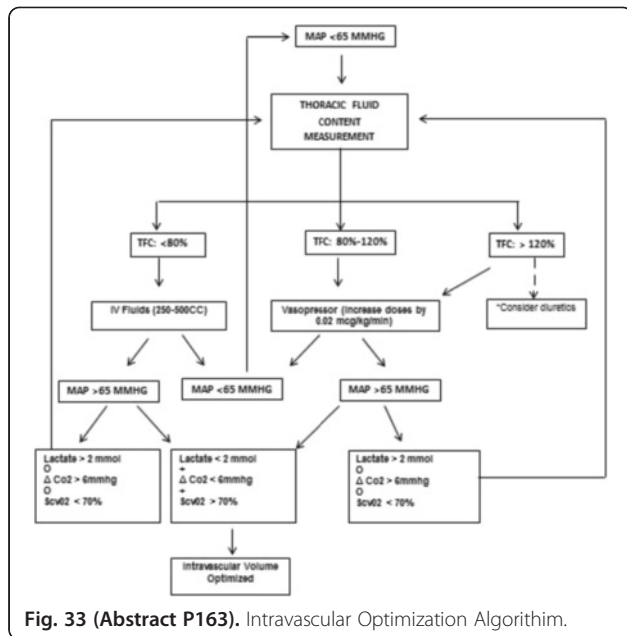 MAP <65 MMHG
THORACIC FLUID
CONTENT
MEASUREMENT
TFC: <80%
TFC: 80%-120%
TFC: > 120%
IV Fluids (250-500CC)
Vasopressor (increase doses by
0.02 mcg/kg/min)
*Consider diuretics
MAP >65 MMHG
MAP <65 MMHG
MAP >65 MMHG
Lactate > 2 mmol
O
Δ Co2 > 6mmhg
O
Scv02 < 70%
Lactate < 2 mmol
+
Δ Co2 < 6mmhg
+
Scv02 > 70%
Lactate > 2 mmol
O
Δ Co2 > 6mmhg
O
Scv02 < 70%
Intravascular Volume
Optimized
Fig. 33 (Abstract P163). Intravascular Optimization Algorithim.